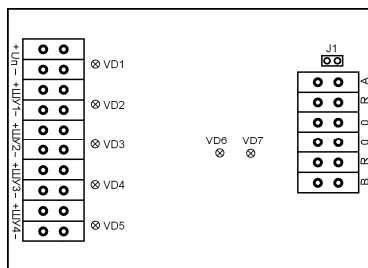 + Uп -
+ШУ1-
+ШУ2-
+ШУ3-
+ШУ4-
VD1
VD2
VD3
VD4
VD5
VD6 VD7
J1
A
R
0
0
R
B